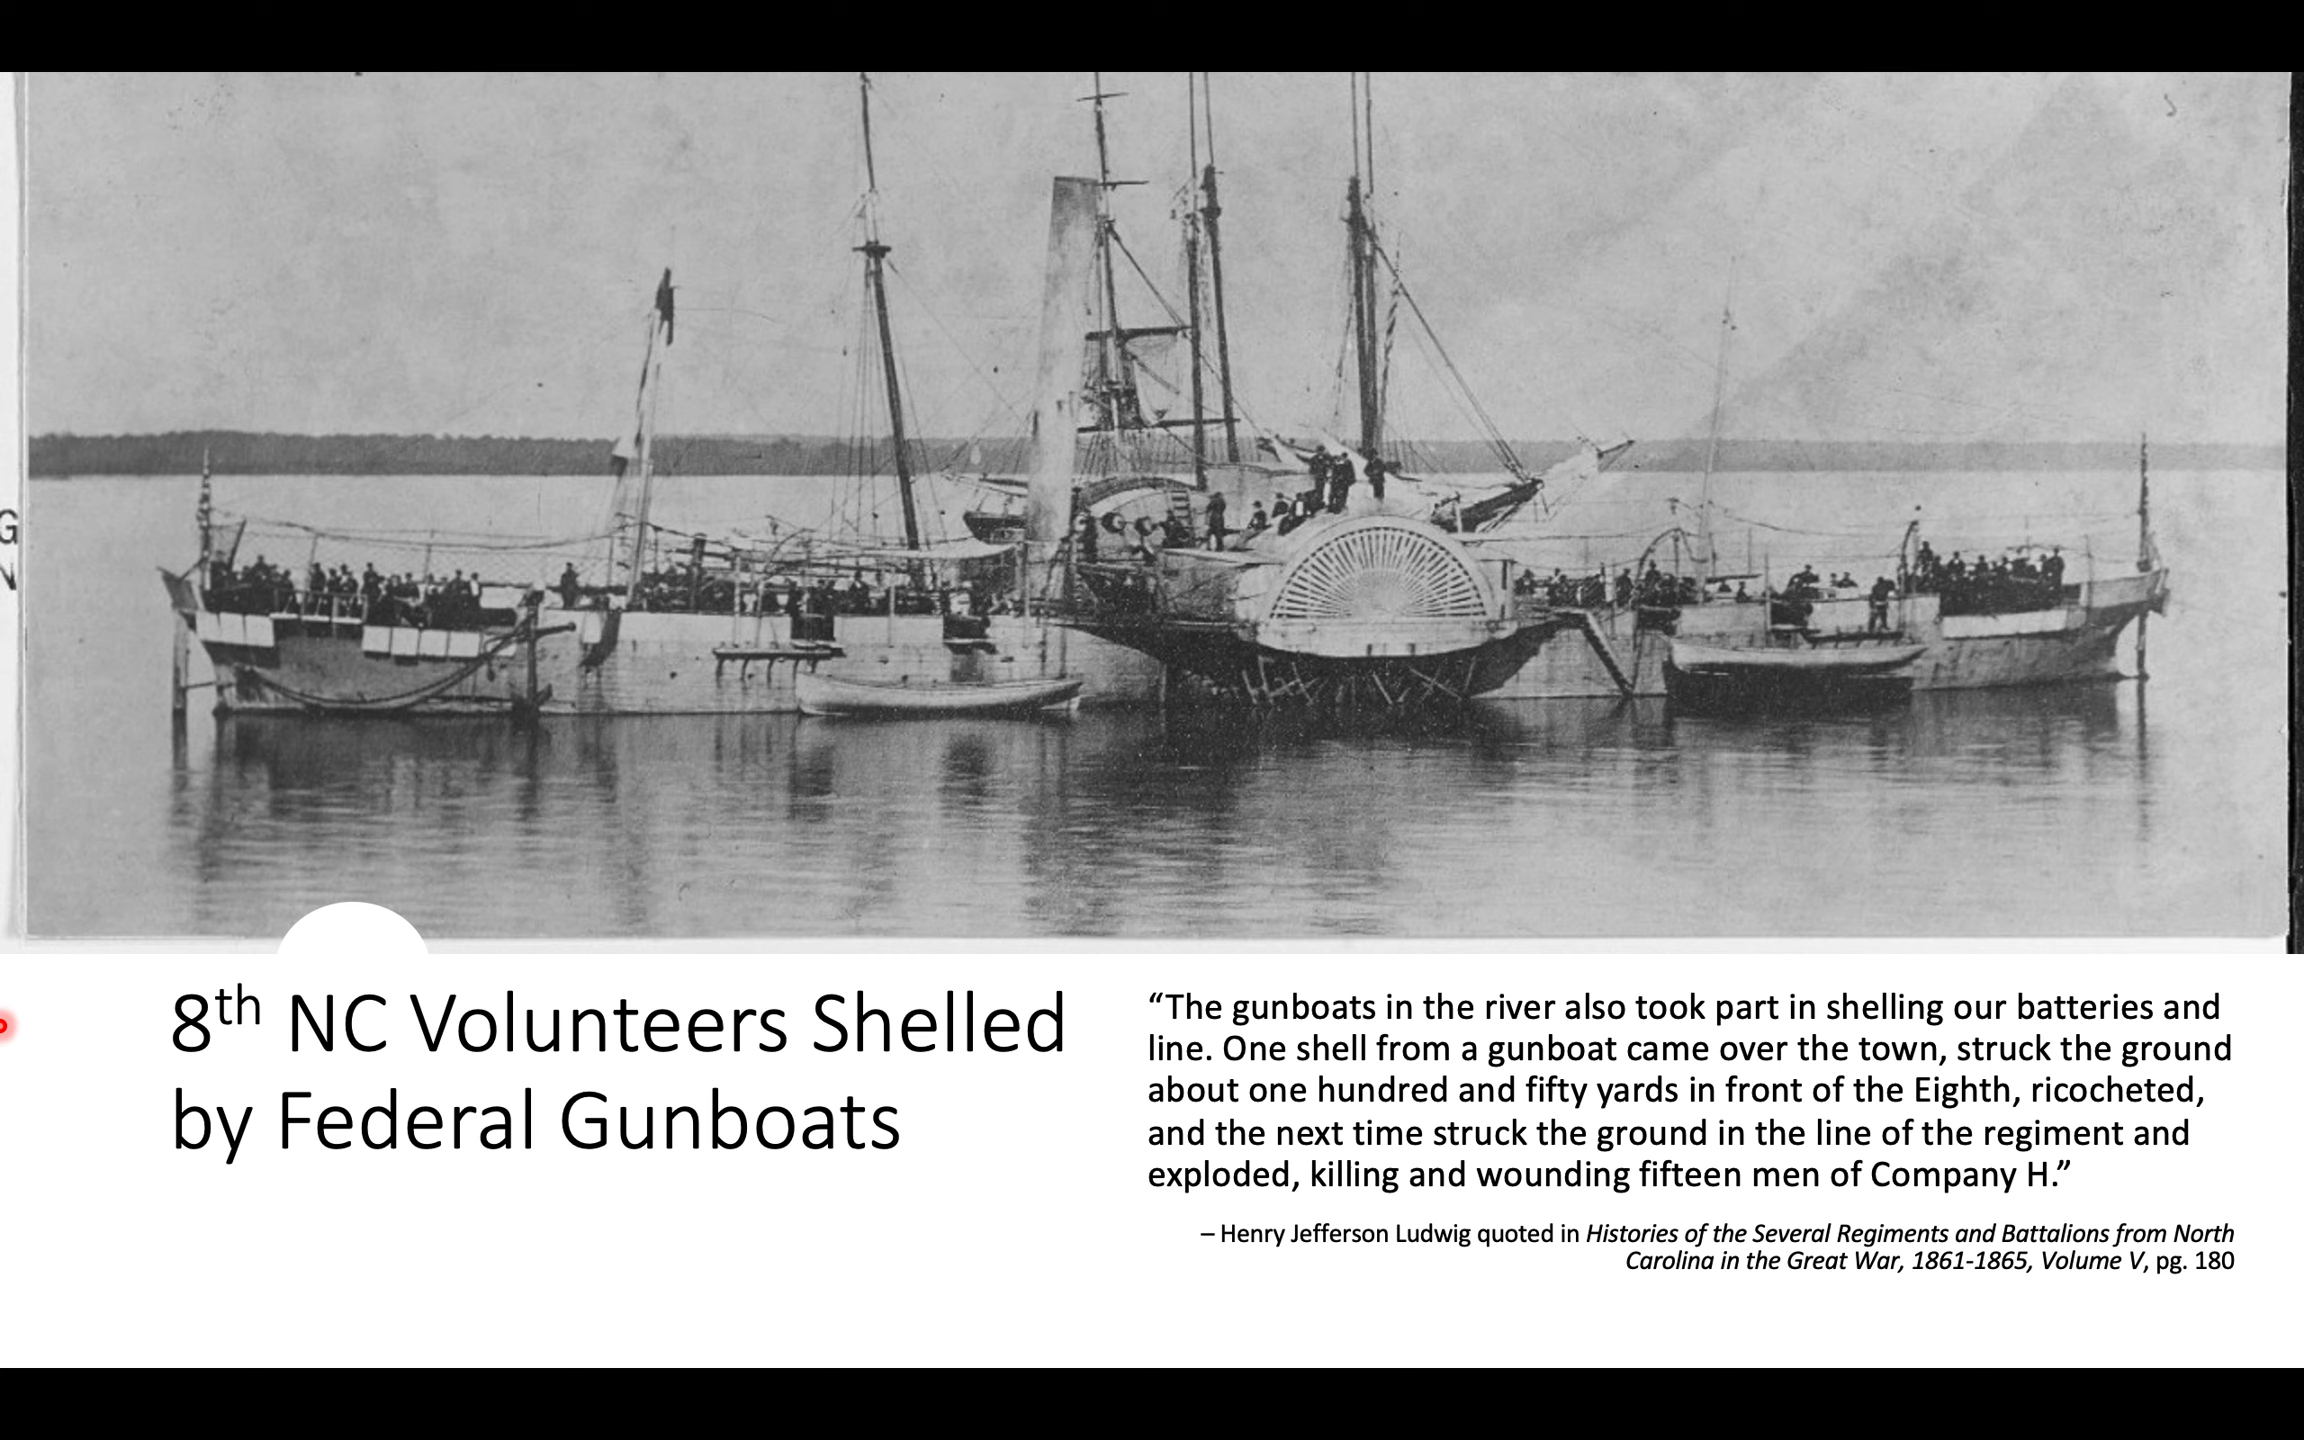 G
N
8th NC Volunteers Shelled
by Federal Gunboats
“The gunboats in the river also took part in shelling our batteries and
line. One shell from a gunboat came over the town, struck the ground
about one hundred and fifty yards in front of the Eighth, ricocheted,
and the next time struck the ground in the line of the regiment and
exploded, killing and wounding fifteen men of Company H.”
– Henry Jefferson Ludwig quoted in Histories of the Several Regiments and Battalions from North
Carolina in the Great War, 1861-1865, Volume V, pg. 180